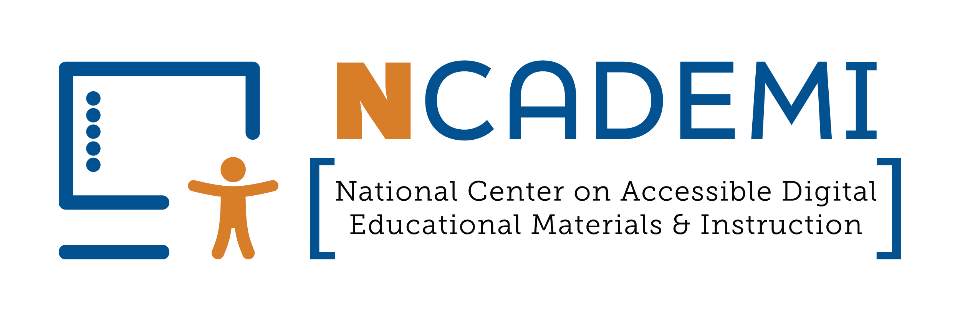 NCADEMI
National Center on Accessible Digital
Educational Materials & Instruction